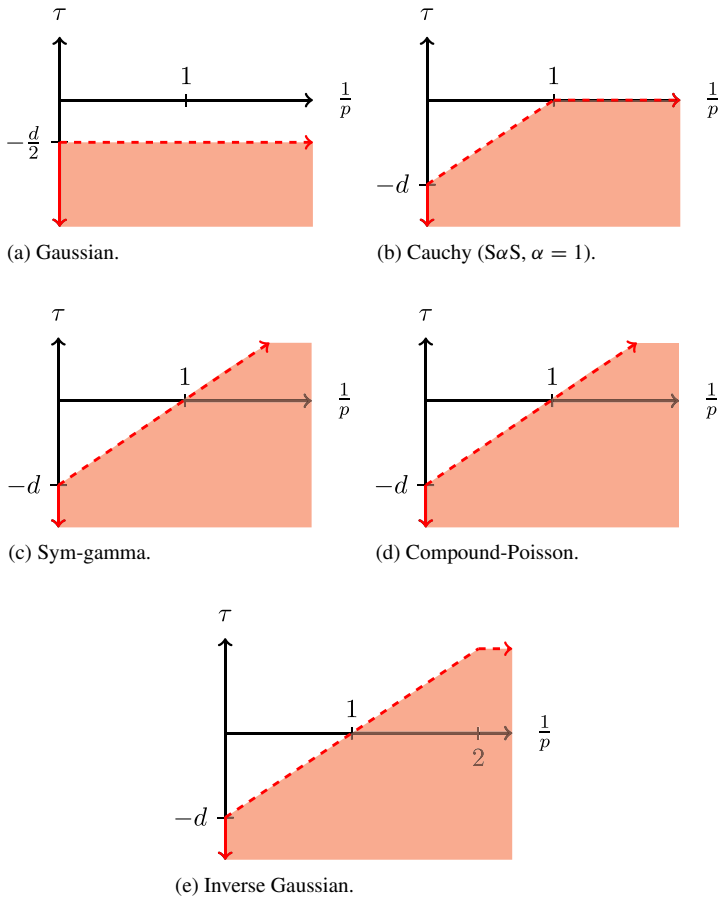 τ τ
1 1
1/p 1/p
−d/2
−d
(a) Gaussian.
(b) Cauchy (SαS, α = 1).
τ τ
1 1
1/p 1/p
−d −d
(c) Sym-gamma.
(d) Compound-Poisson.
τ
1
1/p
2
−d
(e) Inverse Gaussian.